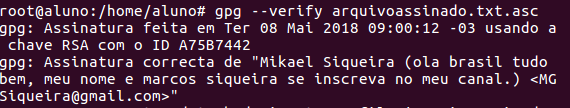 root@aluno:/home/aluno# gpg --verify arquivoassinado.txt.asc
gpg: Assinatura feita em Ter 08 Mai 2018 09:00:12 -03 usando a
chave RSA com o ID A75B7442
gpg: Assinatura correcta de "Mikael Siqueira (ola brasil tudo
bem, meu nome e marcos siqueira se inscreva no meu canal.) <MG
Siqueira@gmail.com>"